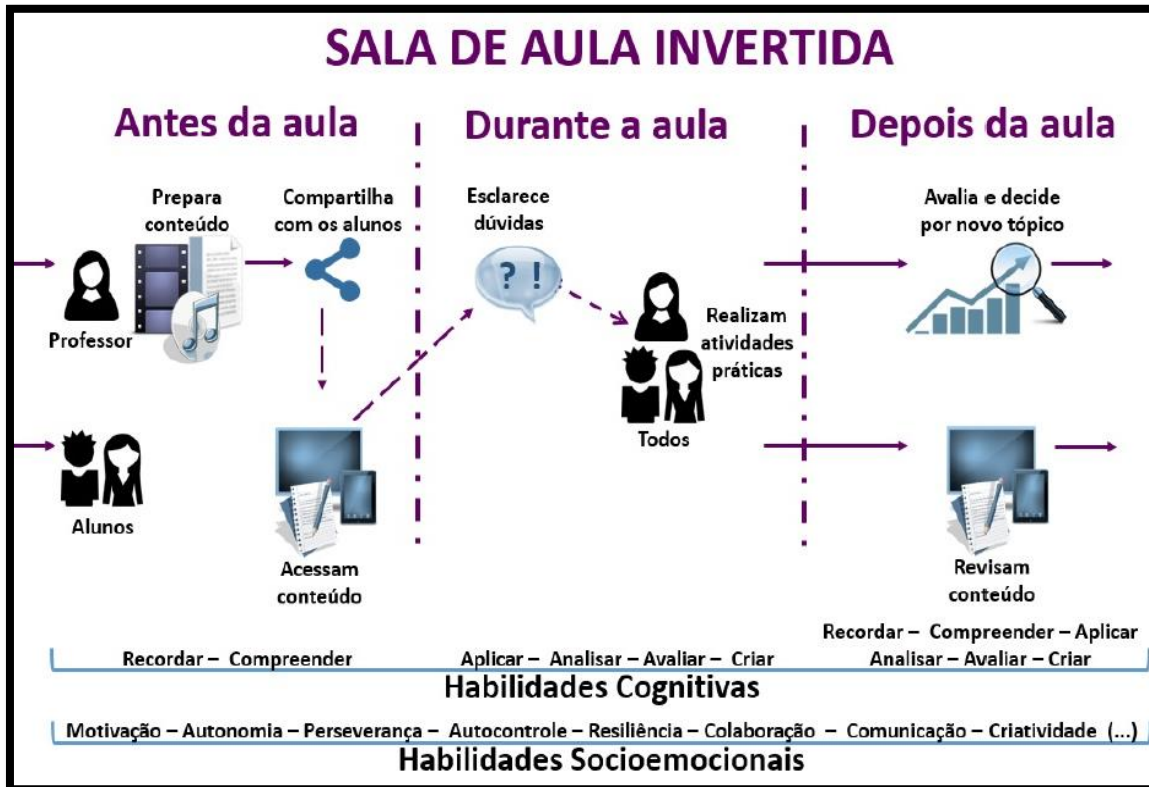 SALA DE AULA INVERTIDA
Antes da aula
Durante a aula
Depois da aula
Prepara
conteúdo
Compartilha
com os alunos
Professor
Alunos
Acessam
conteúdo
Esclarece
dúvidas
? !
Realizam
atividades
práticas
Todos
Avalia e decide
por novo tópico
Revisam
conteúdo
Recordar – Compreender
Aplicar – Analisar – Avaliar – Criar
Recordar – Compreender – Aplicar
Analisar – Avaliar – Criar
Habilidades Cognitivas
Motivação – Autonomia – Perseverança – Autocontrole – Resiliência – Colaboração – Comunicação – Criatividade (...)
Habilidades Socioemocionais